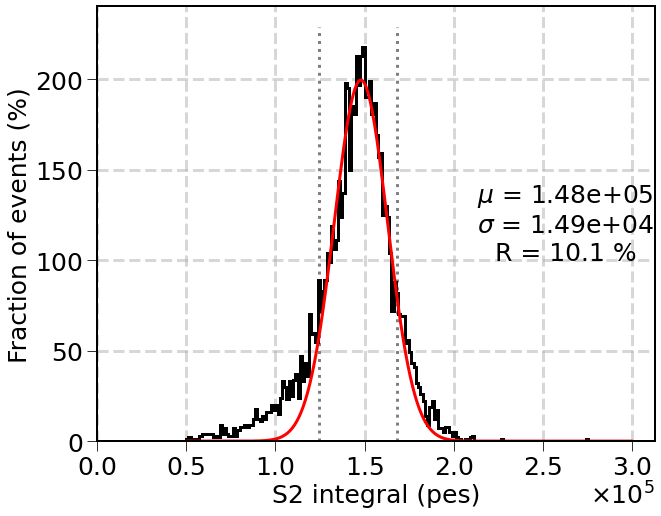 Fraction of events (%)
200
150
100
50
0
μ = 1.48e+05
σ = 1.49e+04
R = 10.1 %
0.0 0.5 1.0 1.5 2.0 2.5 3.0
S2 integral (pes)
×10⁵